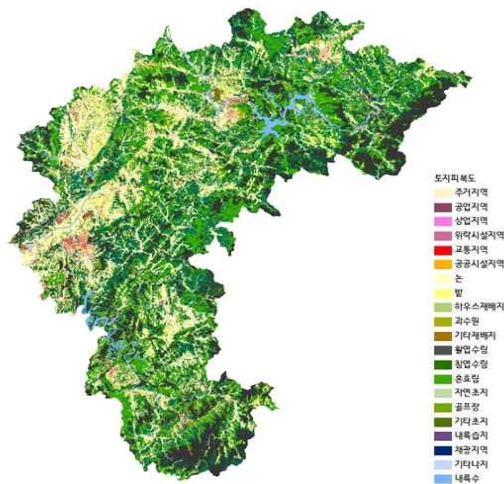 토지피복도
주거지역
공업지역
상업지역
위락시설지역
교통지역
공공시설지역
논
밭
하우스재배지
과수원
기타재배지
활엽수림
침엽수림
혼효림
자연초지
골프장
기타초지
내륙습지
채광지역
기타나지
내륙수